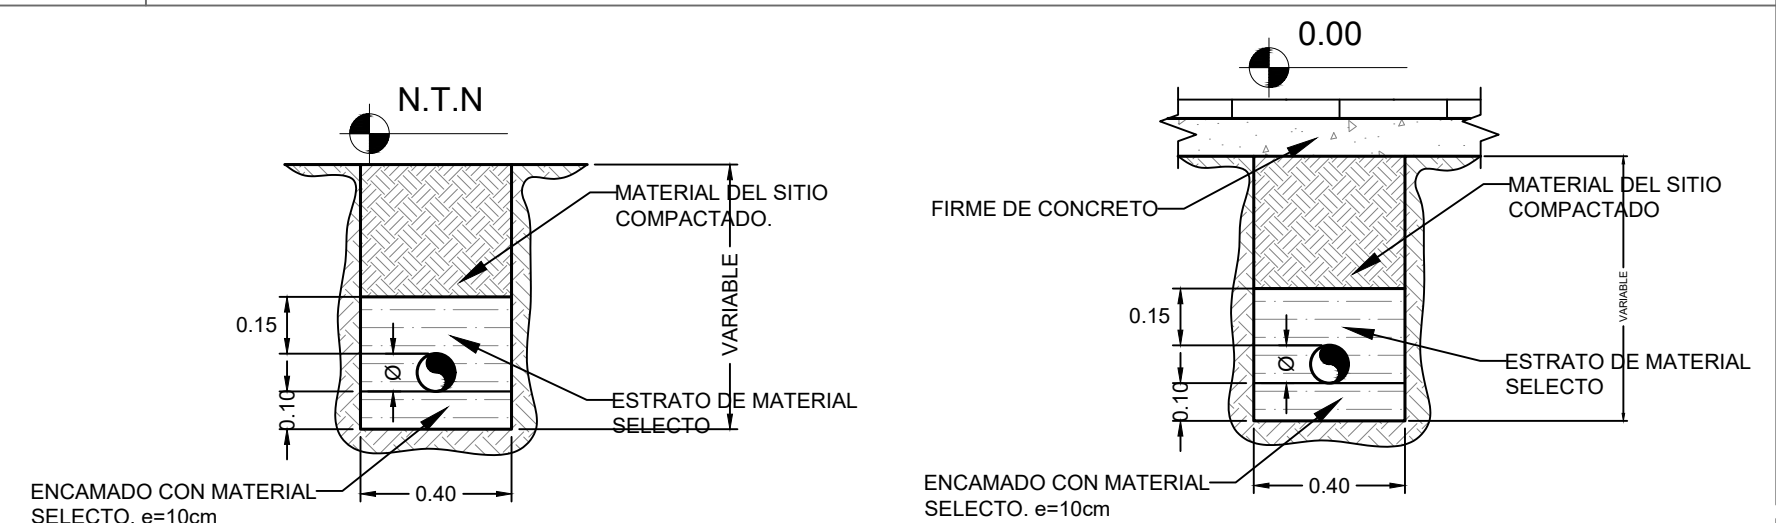 N.T.N
MATERIAL DEL SITIO
COMPACTADO.
VARIABLE
0.15
Ø
0.10
ESTRATO DE MATERIAL
SELECTO
ENCAMADO CON MATERIAL
SELECTO. e=10cm
0.40
0.00
FIRME DE CONCRETO
MATERIAL DEL SITIO
COMPACTADO
VARIABLE
0.15
Ø
0.10
ESTRATO DE MATERIAL
SELECTO
ENCAMADO CON MATERIAL
SELECTO. e=10cm
0.40